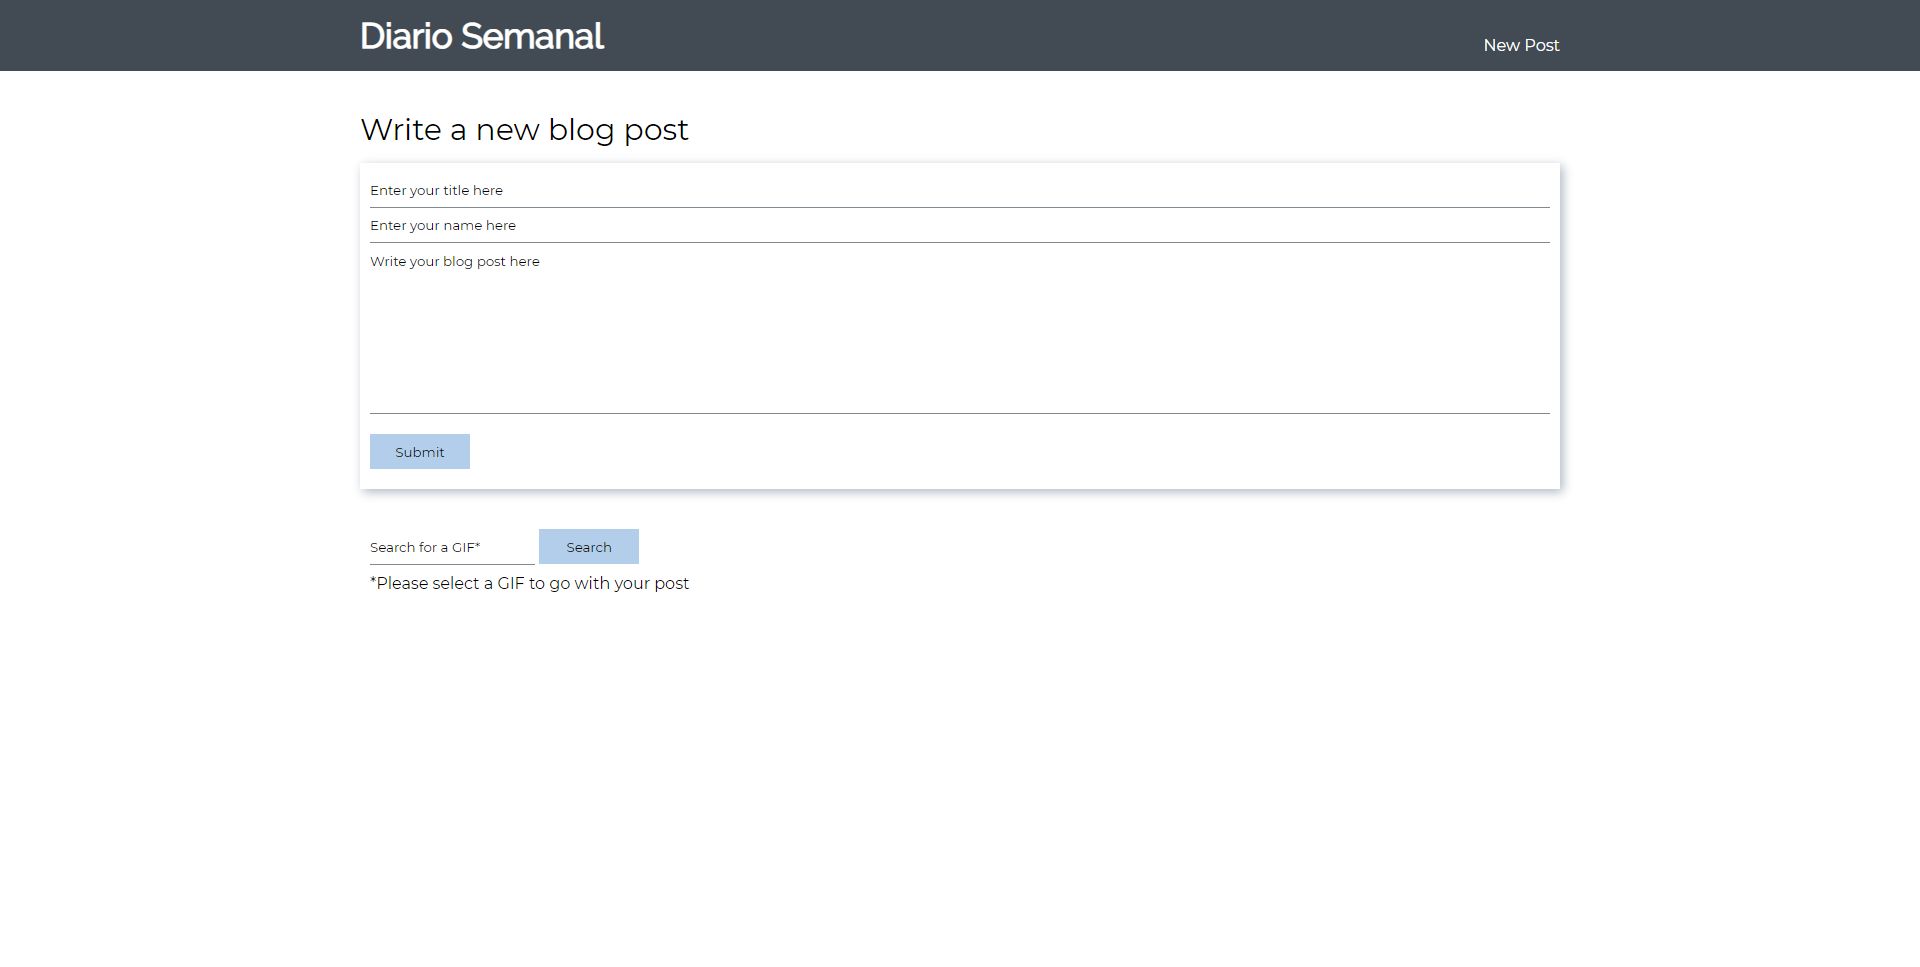 Diario Semanal
New Post
Write a new blog post
Enter your title here
Enter your name here
Write your blog post here
Submit
Search for a GIF*
Search
*Please select a GIF to go with your post